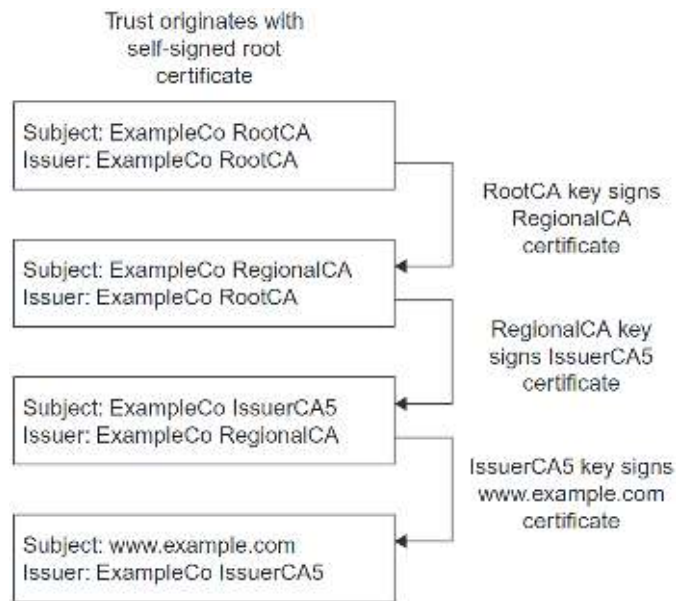 Trust originates with
self-signed root
certificate
Subject: ExampleCo RootCA
Issuer: ExampleCo RootCA
RootCA key signs
RegionalCA
certificate
Subject: ExampleCo RegionalCA
Issuer: ExampleCo RootCA
RegionalCA key
signs IssuerCA5
certificate
Subject: ExampleCo IssuerCA5
Issuer: ExampleCo RegionalCA
IssuerCA5 key signs
www.example.com
certificate
Subject: www.example.com
Issuer: ExampleCo IssuerCA5